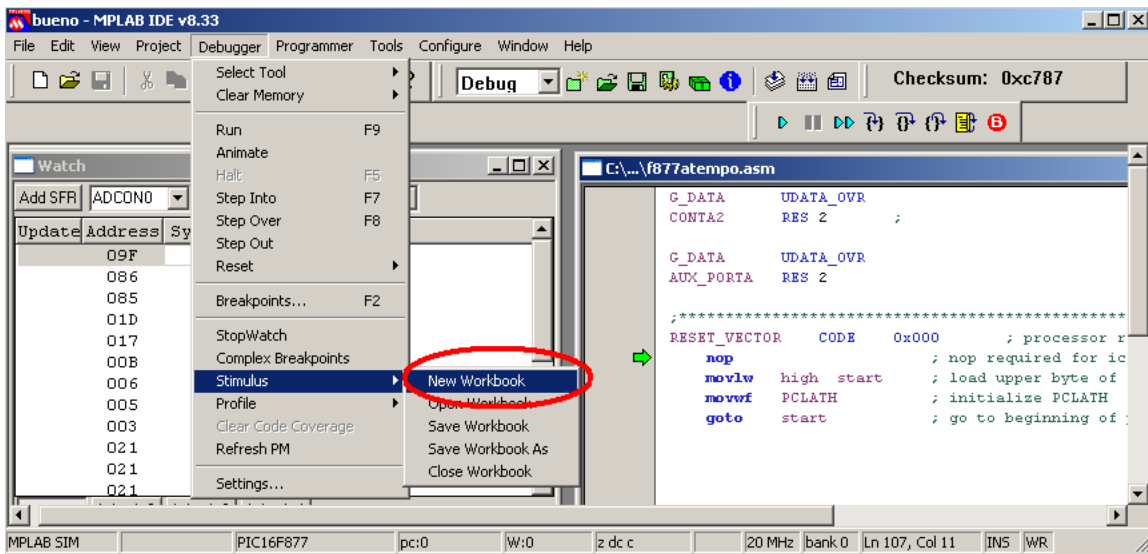 bueno - MPLAB IDE v8.33
File Edit View Project Debugger Programmer Tools Configure Window Help
Debug
Checksum: 0xc787
Select Tool
Clear Memory
Run F9
Animate
Halt F5
Step Into F7
Step Over F8
Step Out
Reset
Breakpoints... F2
StopWatch
Complex Breakpoints
Stimulus
Profile
Clear Code Coverage
Refresh PM
Settings...
New Workbook
Open Workbook
Save Workbook
Save Workbook As
Close Workbook
Watch
Add SFR ADCON0
Update Address Sy
09F
086
085
01D
017
00B
006
005
003
021
021
021
C:\...\f877atempo.asm
G_DATA UDATA_OVR
CONTA2 RES 2 ;
G_DATA UDATA_OVR
AUX_PORTA RES 2
;************************************************
RESET_VECTOR CODE 0x000 ; processor r
nop ; nop required for ic
movlw high start ; load upper byte of
movwf PCLATH ; initialize PCLATH
goto start ; go to beginning of
MPLAB SIM PIC16F877 pc:0 W:0 z dc c 20 MHz bank 0 Ln 107, Col 11 INS WR